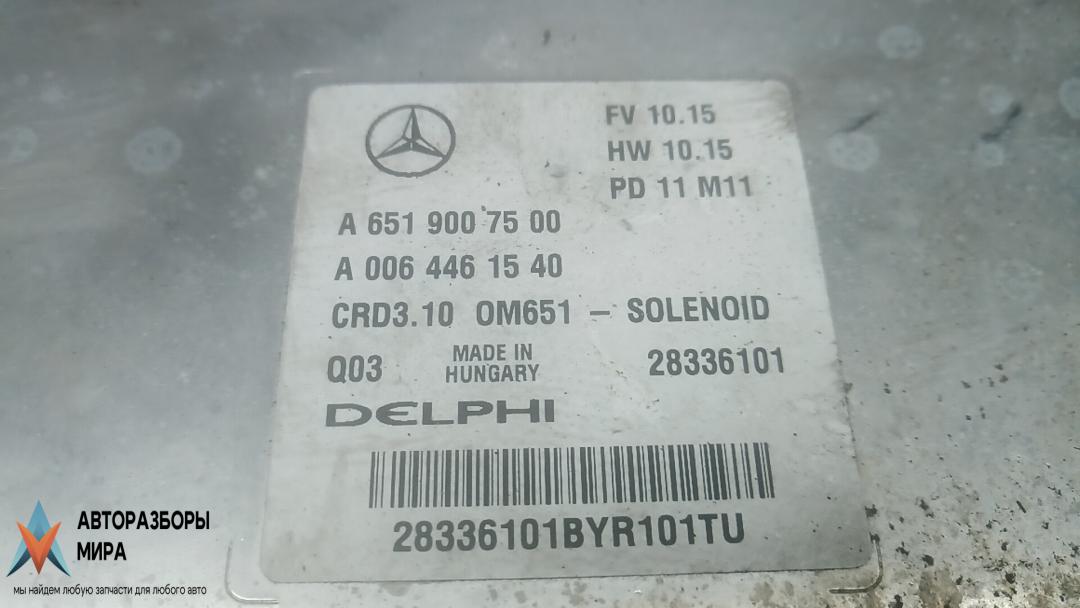 FV 10.15
HW 10.15
PD 11 M11
A 651 900 75 00
A 006 446 15 40
CRD3.10 OM651 – SOLENOID
Q03 MADE IN HUNGARY 28336101
DELPHI
28336101BYR101TU
АВТОРАЗБОРЫ
МИРА
мы найдем любую запчасти для любого авто